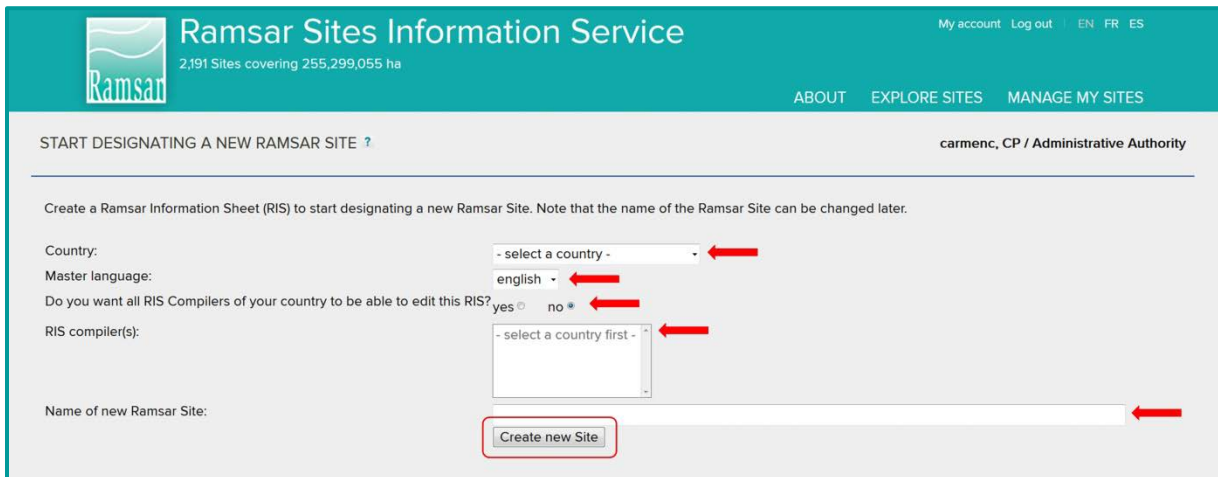 Ramsar
Ramsar Sites Information Service
2,191 Sites covering 255,299,055 ha
My account Log out | EN FR ES
ABOUT EXPLORE SITES MANAGE MY SITES
START DESIGNATING A NEW RAMSAR SITE ?
carmenc, CP / Administrative Authority
Create a Ramsar Information Sheet (RIS) to start designating a new Ramsar Site. Note that the name of the Ramsar Site can be changed later.
Country: - select a country -
Master language: english
Do you want all RIS Compilers of your country to be able to edit this RIS? yes no
RIS compiler(s): - select a country first -
Name of new Ramsar Site:
Create new Site